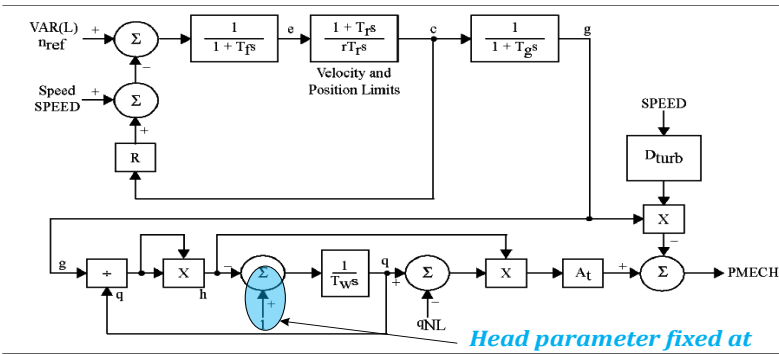 VAR(L)
nref
+
Σ
−
1
1 + Tfs
e
1 + Trs
rTrs
c
1
1 + Tgs
g
Velocity and
Position Limits
Speed
SPEED
+
Σ
+
R
SPEED
Dturb
X
−
g
÷
q
X
h
−
Σ
+
1
1
Tws
q
+
Σ
−
qNL
X
At
+
Σ
PMECH
Head parameter fixed at